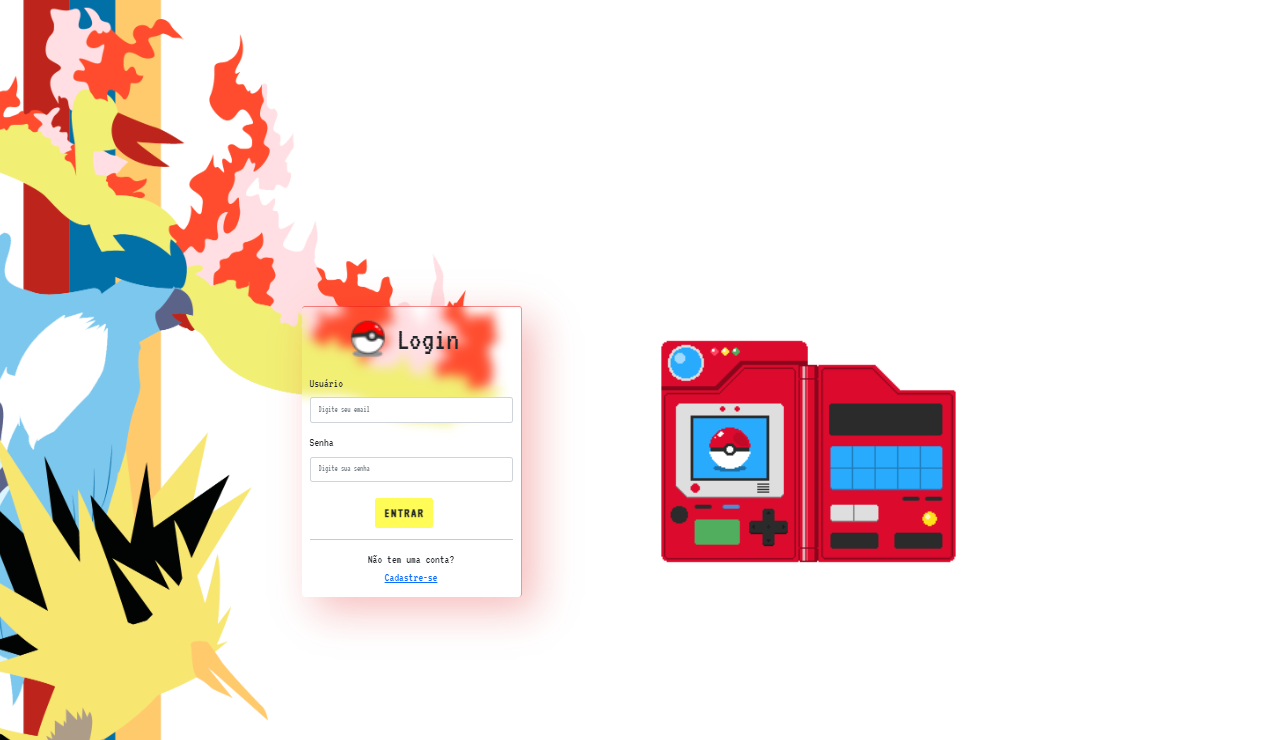 Login
Usuário
Digite seu email
Senha
Digite sua senha
ENTRAR
Não tem uma conta?
Cadastre-se